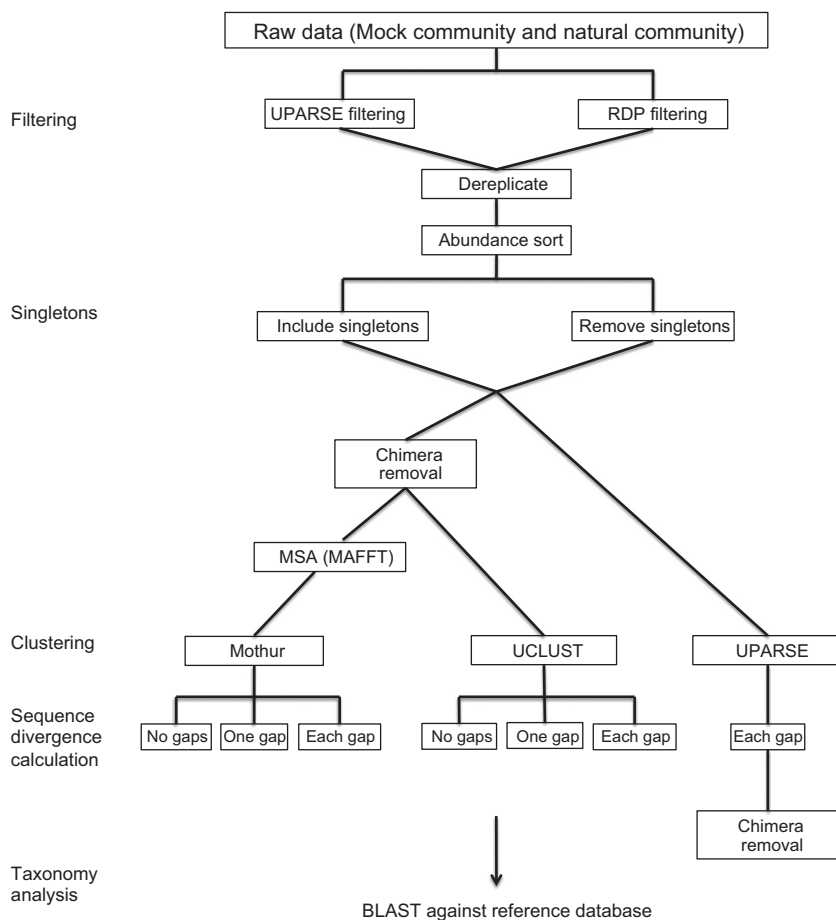 Raw data (Mock community and natural community)
Filtering
UPARSE filtering
RDP filtering
Dereplicate
Abundance sort
Singletons
Include singletons
Remove singletons
Chimera
removal
MSA (MAFFT)
Clustering
Mothur
UCLUST
UPARSE
Sequence
divergence
calculation
No gaps
One gap
Each gap
No gaps
One gap
Each gap
Each gap
Chimera
removal
Taxonomy
analysis
BLAST against reference database